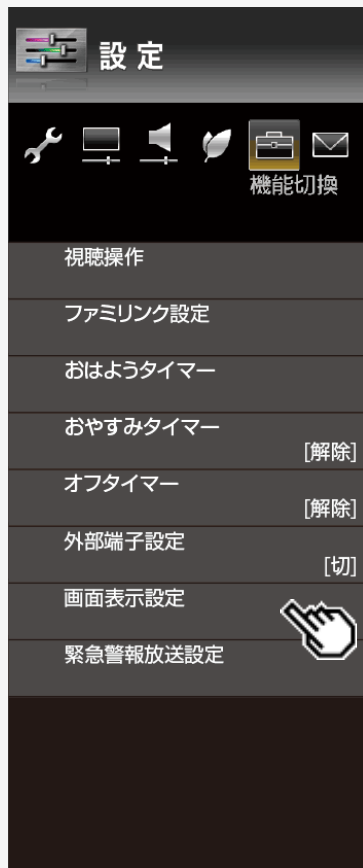 設定
機能切換
視聴操作
ファミリンク設定
おはようタイマー
おやすみタイマー
[解除]
オフタイマー
[解除]
外部端子設定
[切]
画面表示設定
緊急警報放送設定